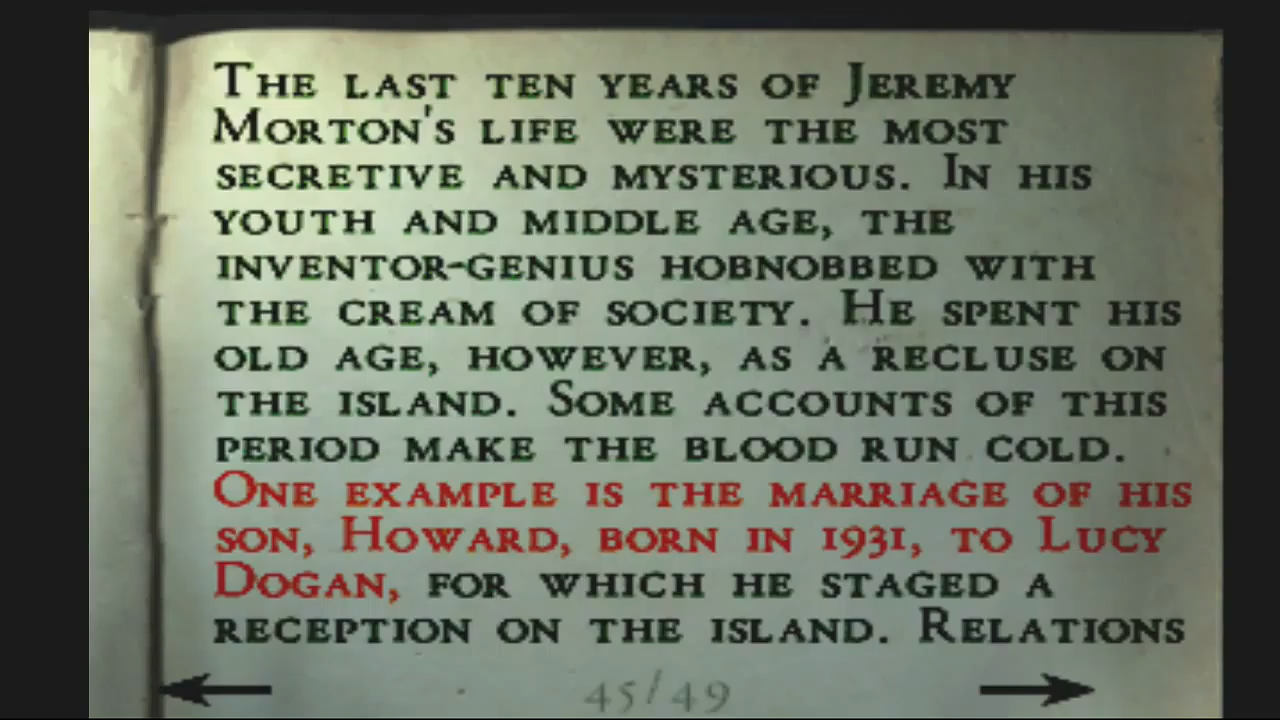 The last ten years of Jeremy
Morton's life were the most
secretive and mysterious. In his
youth and middle age, the
inventor-genius hobnobbed with
the cream of society. He spent his
old age, however, as a recluse on
the island. Some accounts of this
period make the blood run cold.
One example is the marriage of his
son, Howard, born in 1931, to Lucy
Dogan, for which he staged a
reception on the island. Relations
45/49